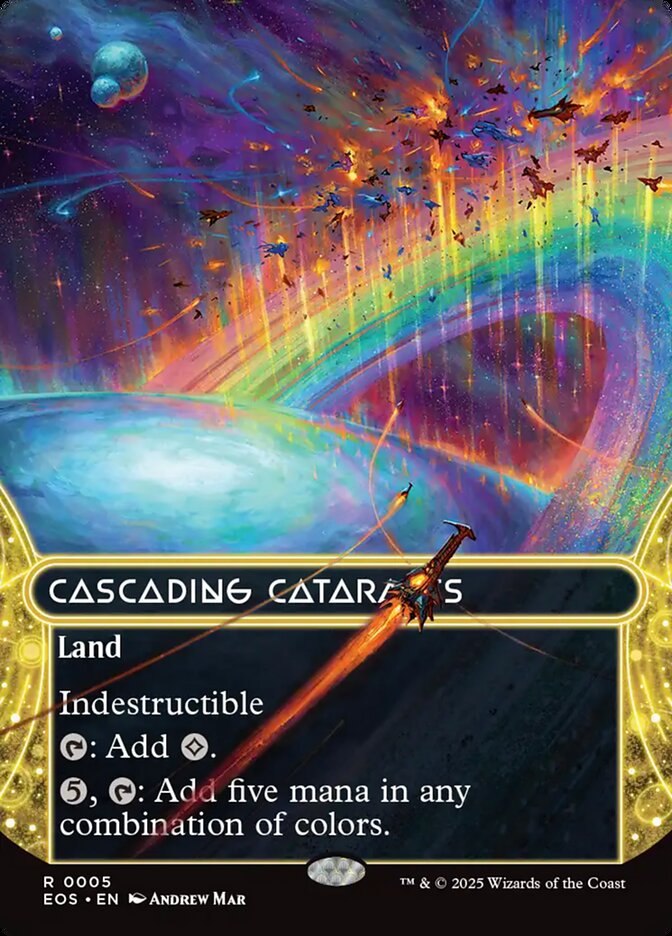 CASCADING CATARACTS
Land
Indestructible
: Add .
5, : Add five mana in any
combination of colors.
R 0005
EOS • EN ANDREW MAR
™ & © 2025 Wizards of the Coast